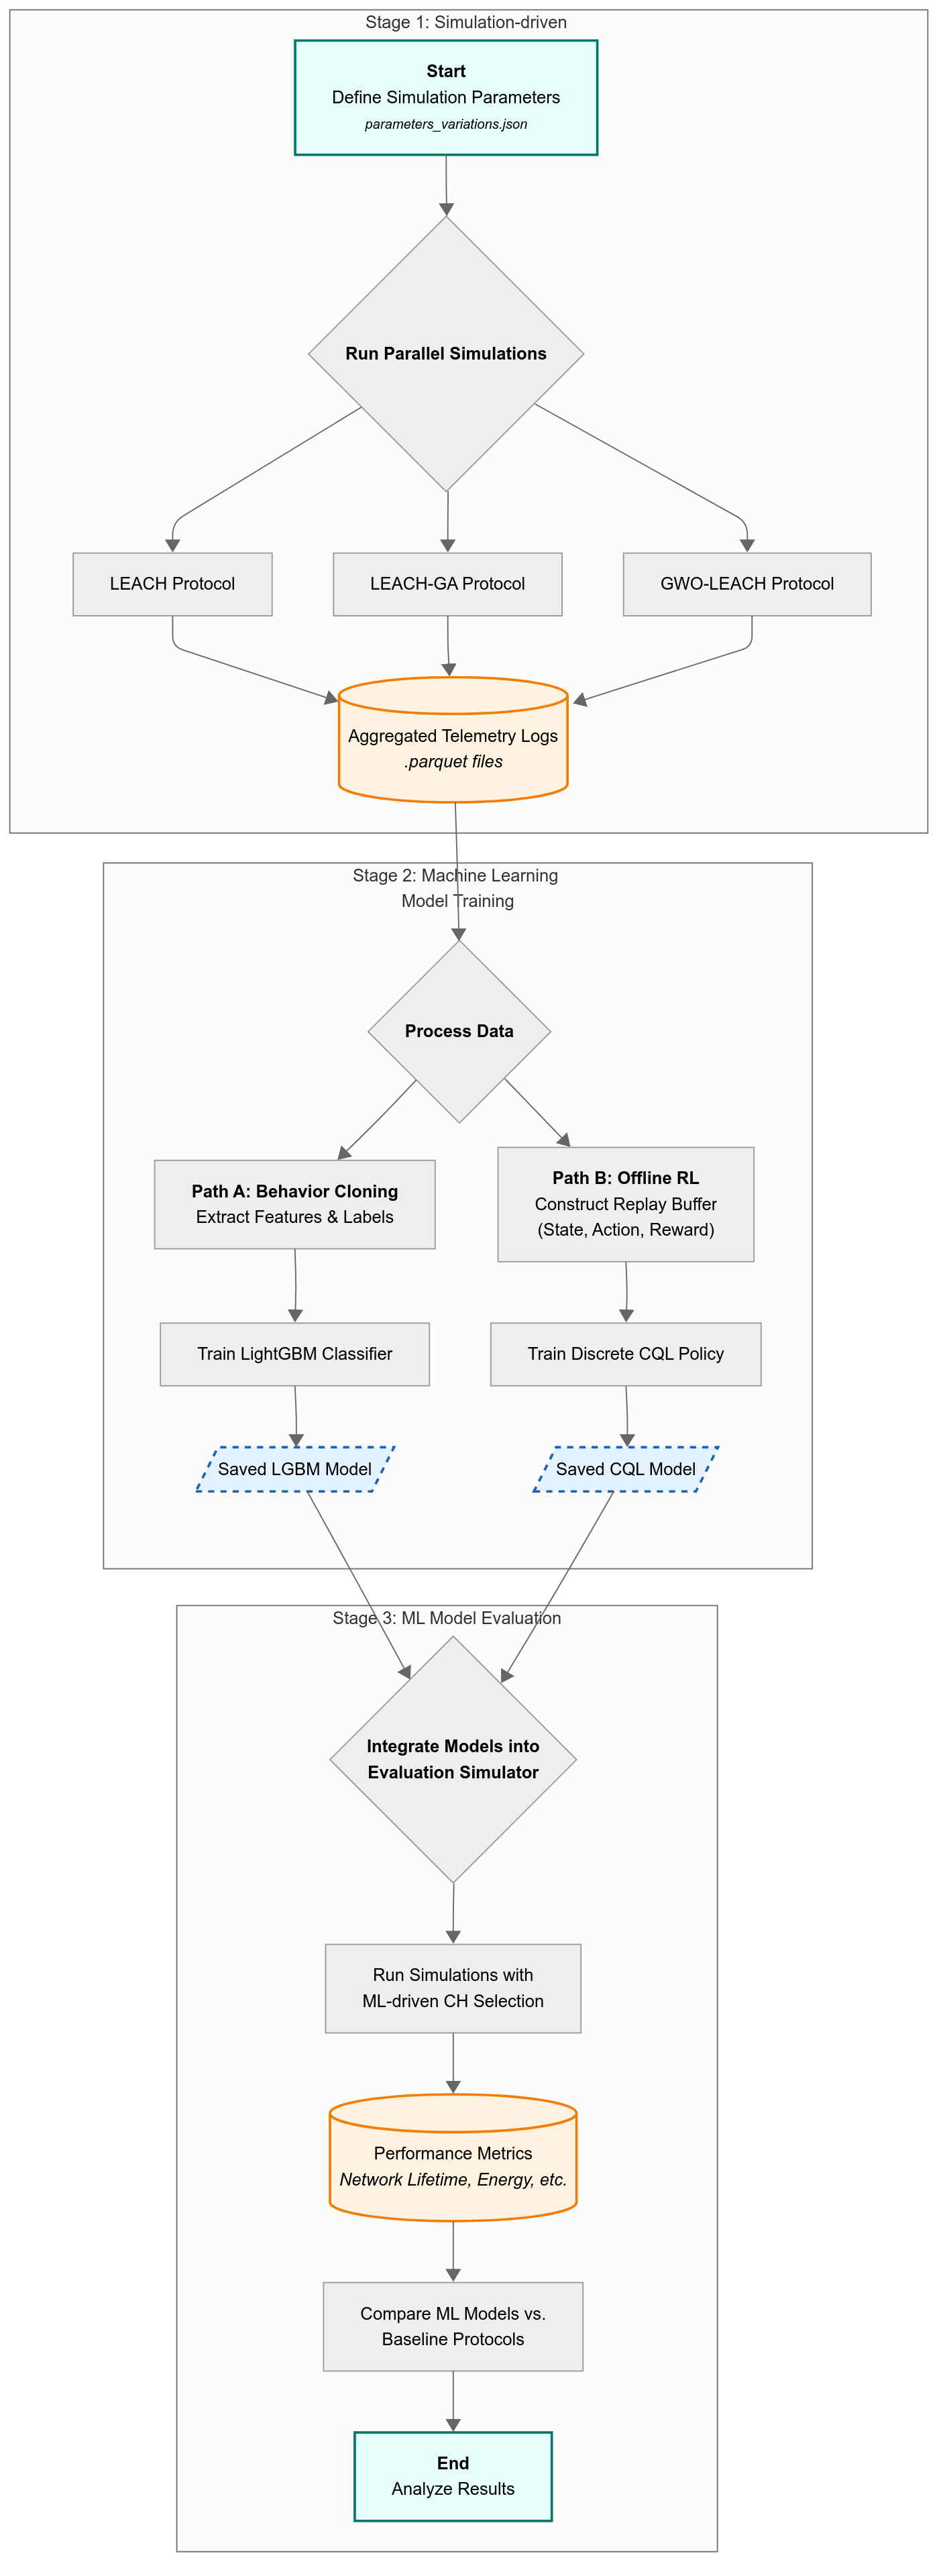 Stage 1: Simulation-driven
Start
Define Simulation Parameters
parameters_variations.json
Run Parallel Simulations
LEACH Protocol
LEACH-GA Protocol
GWO-LEACH Protocol
Aggregated Telemetry Logs
.parquet files
Stage 2: Machine Learning
Model Training
Process Data
Path A: Behavior Cloning
Extract Features & Labels
Path B: Offline RL
Construct Replay Buffer
(State, Action, Reward)
Train LightGBM Classifier
Train Discrete CQL Policy
Saved LGBM Model
Saved CQL Model
Stage 3: ML Model Evaluation
Integrate Models into
Evaluation Simulator
Run Simulations with
ML-driven CH Selection
Performance Metrics
Network Lifetime, Energy, etc.
Compare ML Models vs.
Baseline Protocols
End
Analyze Results